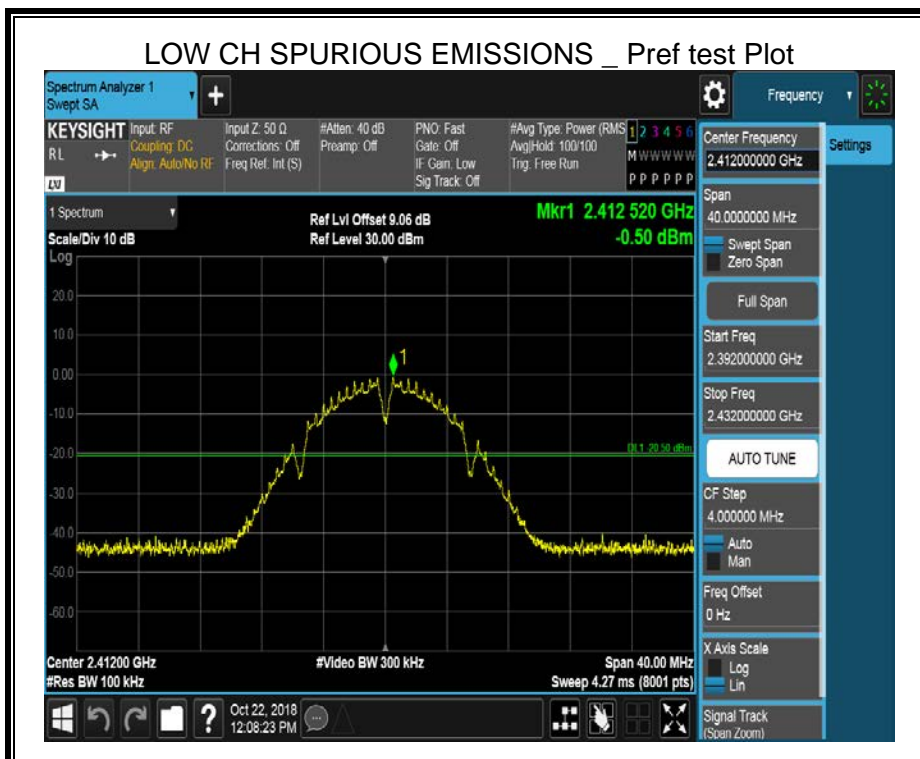 LOW CH SPURIOUS EMISSIONS _ Pref test Plot
Spectrum Analyzer 1
Swept SA
+
Frequency
KEYSIGHT
RL
LXI
Input: RF
Coupling: DC
Align: Auto/No RF
Input Z: 50 Ω
Corrections: Off
Freq Ref: Int (S)
#Atten: 40 dB
Preamp: Off
PNO: Fast
Gate: Off
IF Gain: Low
Sig Track: Off
#Avg Type: Power (RMS
Avg|Hold: 100/100
Trig: Free Run
1 2 3 4 5 6
M W W W W W
P P P P P P
Center Frequency
2.412000000 GHz
Settings
1 Spectrum
Scale/Div 10 dB
Log
Ref Lvl Offset 9.06 dB
Ref Level 30.00 dBm
Mkr1 2.412 520 GHz
-0.50 dBm
Span
40.0000000 MHz
Swept Span
Zero Span
Full Span
Start Freq
2.392000000 GHz
Stop Freq
2.432000000 GHz
AUTO TUNE
CF Step
4.000000 MHz
Auto
Man
Freq Offset
0 Hz
X Axis Scale
Log
Lin
Signal Track
(Span Zoom)
20.0
10.0
0.00
-10.0
-20.0
-30.0
-40.0
-50.0
-60.0
1
DL1 -20.50 dBm
Center 2.41200 GHz
#Res BW 100 kHz
#Video BW 300 kHz
Span 40.00 MHz
Sweep 4.27 ms (8001 pts)
?
Oct 22, 2018
12:08:23 PM